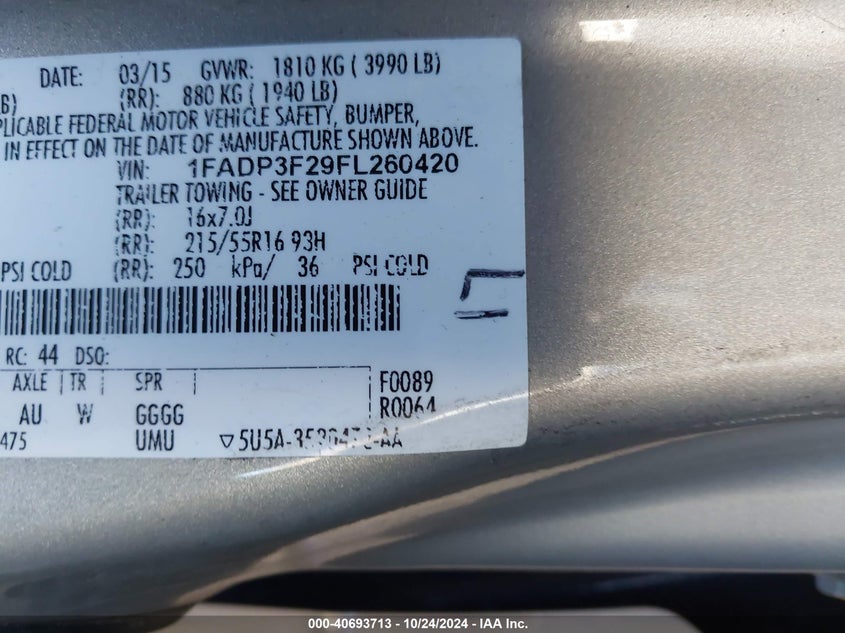 DATE: 03/15 GVWR: 1810 KG ( 3990 LB)
B) (RR): 880 KG ( 1940 LB)
PLICABLE FEDERAL MOTOR VEHICLE SAFETY, BUMPER,
IN EFFECT ON THE DATE OF MANUFACTURE SHOWN ABOVE.
VIN: 1FADP3F29FL260420
TRAILER TOWING - SEE OWNER GUIDE
(RR): 16x7.0J
(RR): 215/55R16 93H
PSI COLD (RR): 250 kPa/ 36 PSI COLD
RC: 44 DSO:
AXLE TR SPR F0089
AU W GGGG R0064
475 UMU
000-40693713 - 10/24/2024 - IAA Inc.